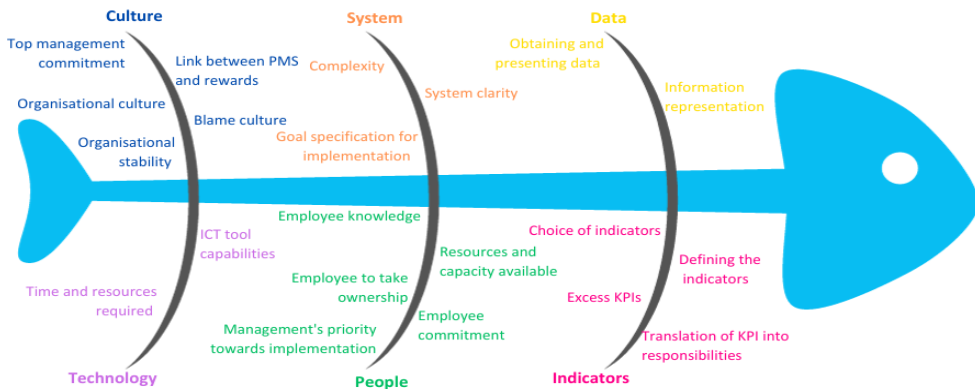 Culture
Top management
commitment
Link between PMS
and rewards
Organisational culture
Blame culture
Organisational
stability
System
Complexity
System clarity
Goal specification for
implementation
Data
Obtaining and
presenting data
Information
representation
ICT tool
capabilities
Time and resources
required
Technology
Employee knowledge
Resources and
capacity available
Employee to take
ownership
Employee
commitment
Management's priority
towards implementation
People
Choice of indicators
Defining the
indicators
Excess KPIs
Translation of KPI into
responsibilities
Indicators